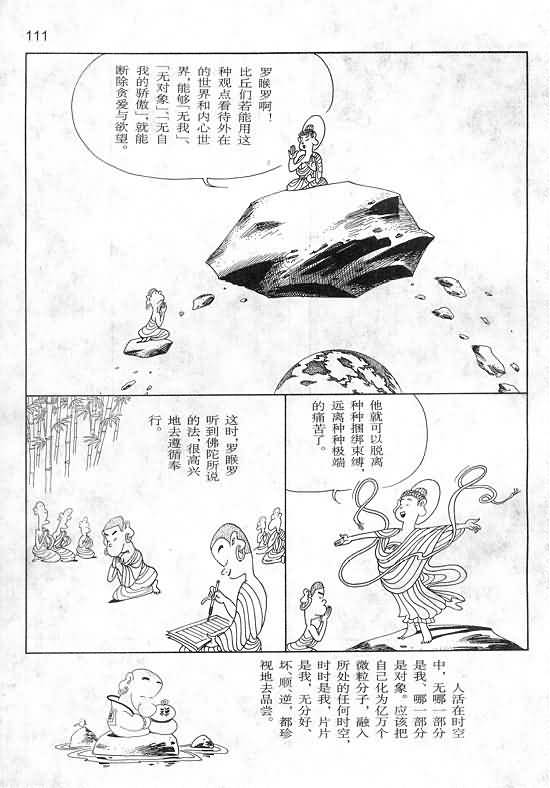 111
罗睺罗啊！
比丘们若能用这
种观点看待外在
的世界和内心世
界，能够「无我」、
「无对象」、「无自
我的骄傲」，就能
断除贪爱与欲望。
他就可以脱离
种种捆绑束缚，
远离种种极端
的痛苦了。
这时，罗睺罗
听到佛陀所说
的法，很高兴
地去遵循奉
行。
人活在时空
中，无哪一部分
是我、哪一部分
是对象。应该把
自己化为亿万个
微粒分子，融入
所处的任何时空，
时时是我，片片
是我，无分好、
坏、顺、逆，都珍
视地去品尝。
禅